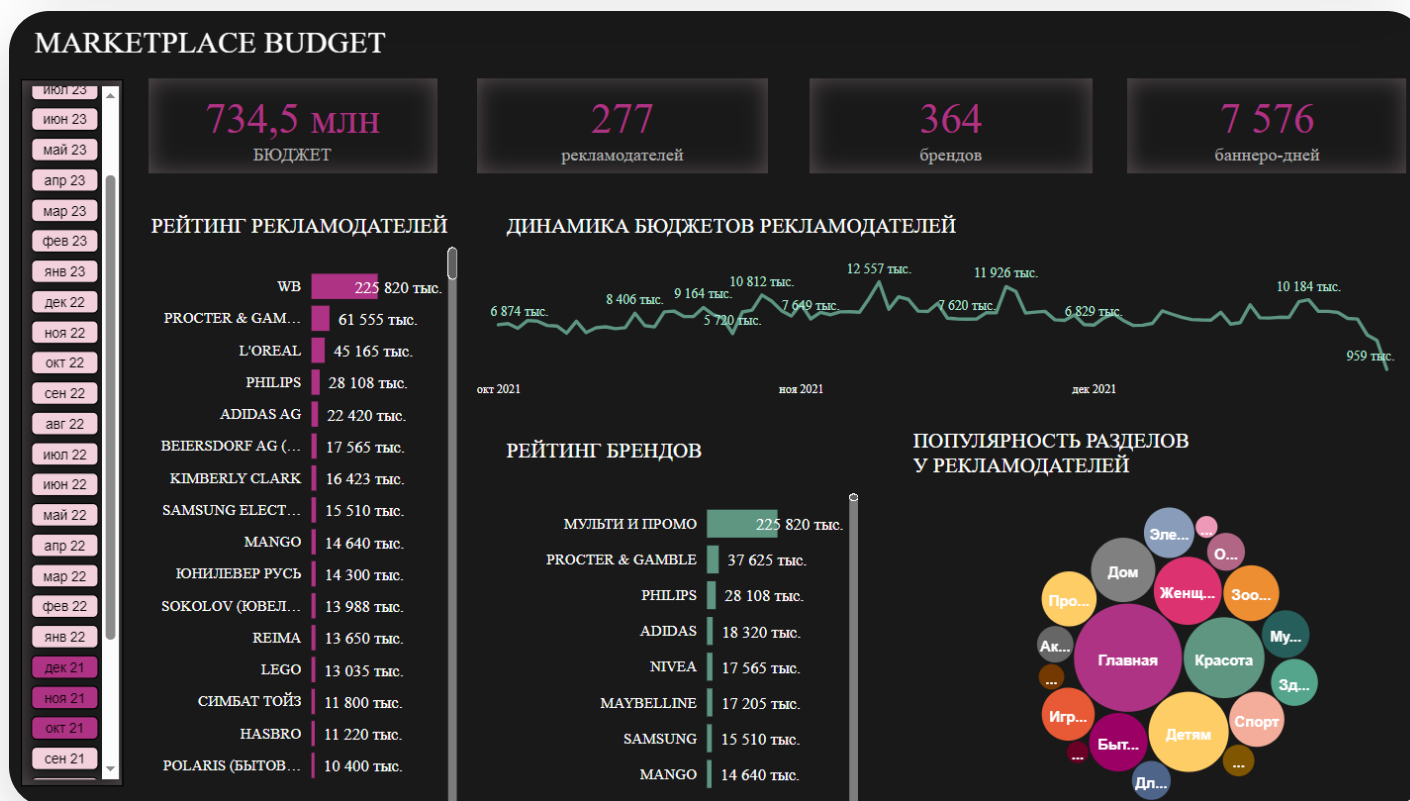 MARKETPLACE BUDGET
июл 23
июн 23
май 23
апр 23
мар 23
фев 23
янв 23
дек 22
ноя 22
окт 22
сен 22
авг 22
июл 22
июн 22
май 22
апр 22
мар 22
фев 22
янв 22
дек 21
ноя 21
окт 21
сен 21
734,5 млн
БЮДЖЕТ
277
рекламодателей
364
брендов
7 576
баннеро-дней
РЕЙТИНГ РЕКЛАМОДАТЕЛЕЙ
WB 225 820 тыс.
PROCTER & GAM... 61 555 тыс.
L'OREAL 45 165 тыс.
PHILIPS 28 108 тыс.
ADIDAS AG 22 420 тыс.
BEIERSDORF AG (... 17 565 тыс.
KIMBERLY CLARK 16 423 тыс.
SAMSUNG ELECT... 15 510 тыс.
MANGO 14 640 тыс.
ЮНИЛЕВЕР РУСЬ 14 300 тыс.
SOKOLOV (ЮВЕЛ... 13 988 тыс.
REIMA 13 650 тыс.
LEGO 13 035 тыс.
СИМБАТ ТОЙЗ 11 800 тыс.
HASBRO 11 220 тыс.
POLARIS (БЫТОВ... 10 400 тыс.
ДИНАМИКА БЮДЖЕТОВ РЕКЛАМОДАТЕЛЕЙ
6 874 тыс.
8 406 тыс.
9 164 тыс.
5 720 тыс.
10 812 тыс.
7 649 тыс.
12 557 тыс.
7 620 тыс.
11 926 тыс.
6 829 тыс.
10 184 тыс.
959 тыс.
окт 2021
ноя 2021
дек 2021
РЕЙТИНГ БРЕНДОВ
МУЛЬТИ И ПРОМО 225 820 тыс.
PROCTER & GAMBLE 37 625 тыс.
PHILIPS 28 108 тыс.
ADIDAS 18 320 тыс.
NIVEA 17 565 тыс.
MAYBELLINE 17 205 тыс.
SAMSUNG 15 510 тыс.
MANGO 14 640 тыс.
ПОПУЛЯРНОСТЬ РАЗДЕЛОВ
У РЕКЛАМОДАТЕЛЕЙ
Эле...
...
О...
Дом
Женщ...
Зоо...
Про...
Му...
Ак...
Главная
Красота
...
Зд...
Игр...
Спорт
Быт...
Детям
...
...
Дл...